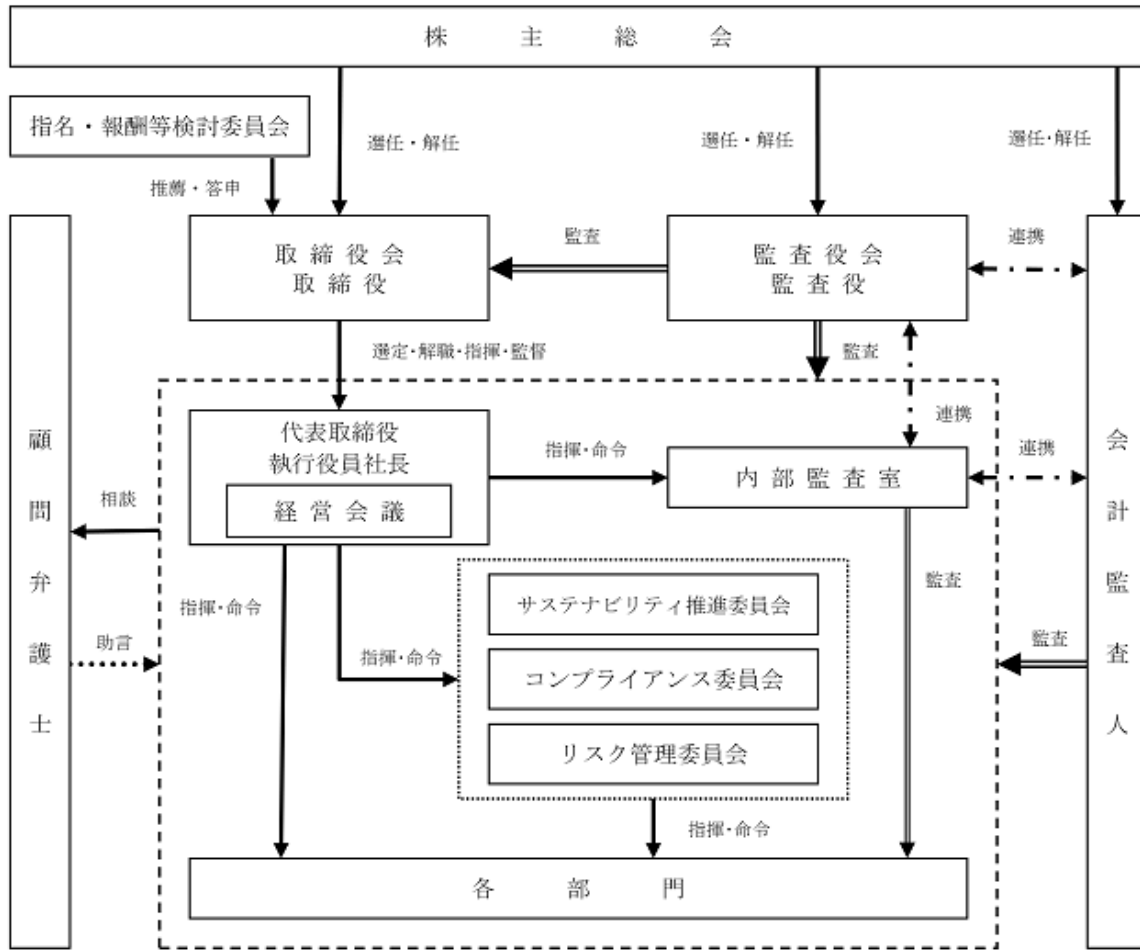 株主総会
指名・報酬等検討委員会
選任・解任
選任・解任
選任・解任
推薦・答申
取締役会
取締役
監査
監査役会
監査役
連携
選定・解職・指揮・監督
監査
連携
代表取締役
執行役員社長
経営会議
指揮・命令
内部監査室
連携
顧問弁護士
会計監査人
相談
助言
指揮・命令
指揮・命令
サステナビリティ推進委員会
コンプライアンス委員会
リスク管理委員会
監査
監査
指揮・命令
各部門